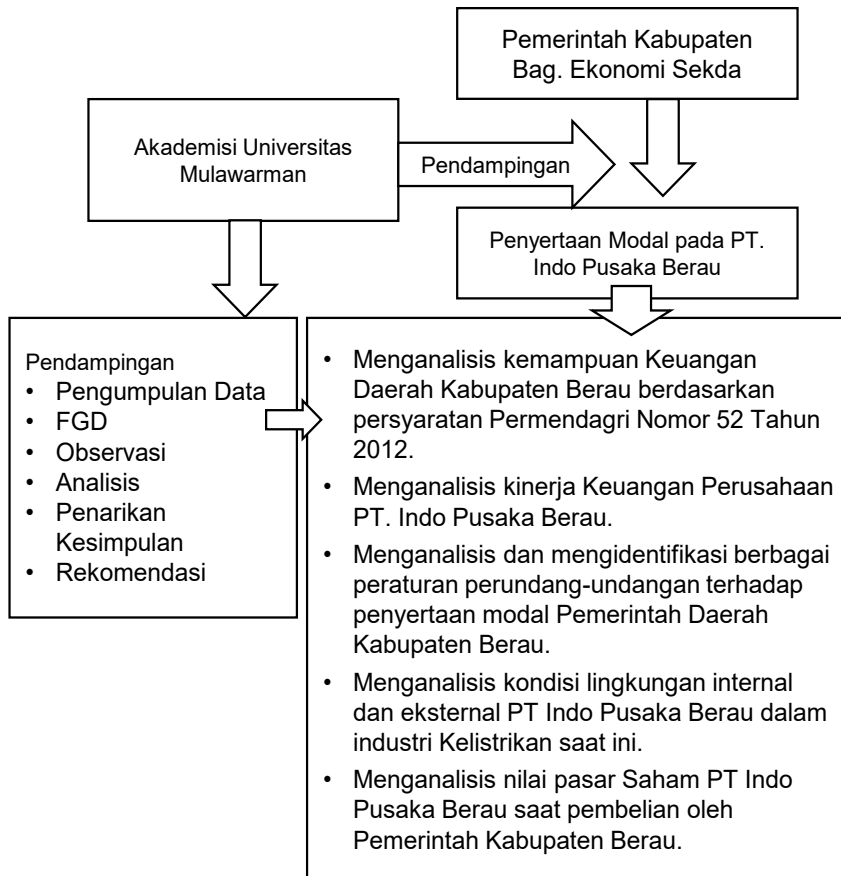 Pemerintah Kabupaten
Bag. Ekonomi Sekda
Akademisi Universitas
Mulawarman
Pendampingan
Penyertaan Modal pada PT.
Indo Pusaka Berau
Pendampingan
• Pengumpulan Data
• FGD
• Observasi
• Analisis
• Penarikan
Kesimpulan
• Rekomendasi
• Menganalisis kemampuan Keuangan
Daerah Kabupaten Berau berdasarkan
persyaratan Permendagri Nomor 52 Tahun
2012.
• Menganalisis kinerja Keuangan Perusahaan
PT. Indo Pusaka Berau.
• Menganalisis dan mengidentifikasi berbagai
peraturan perundang-undangan terhadap
penyertaan modal Pemerintah Daerah
Kabupaten Berau.
• Menganalisis kondisi lingkungan internal
dan eksternal PT Indo Pusaka Berau dalam
industri Kelistrikan saat ini.
• Menganalisis nilai pasar Saham PT Indo
Pusaka Berau saat pembelian oleh
Pemerintah Kabupaten Berau.